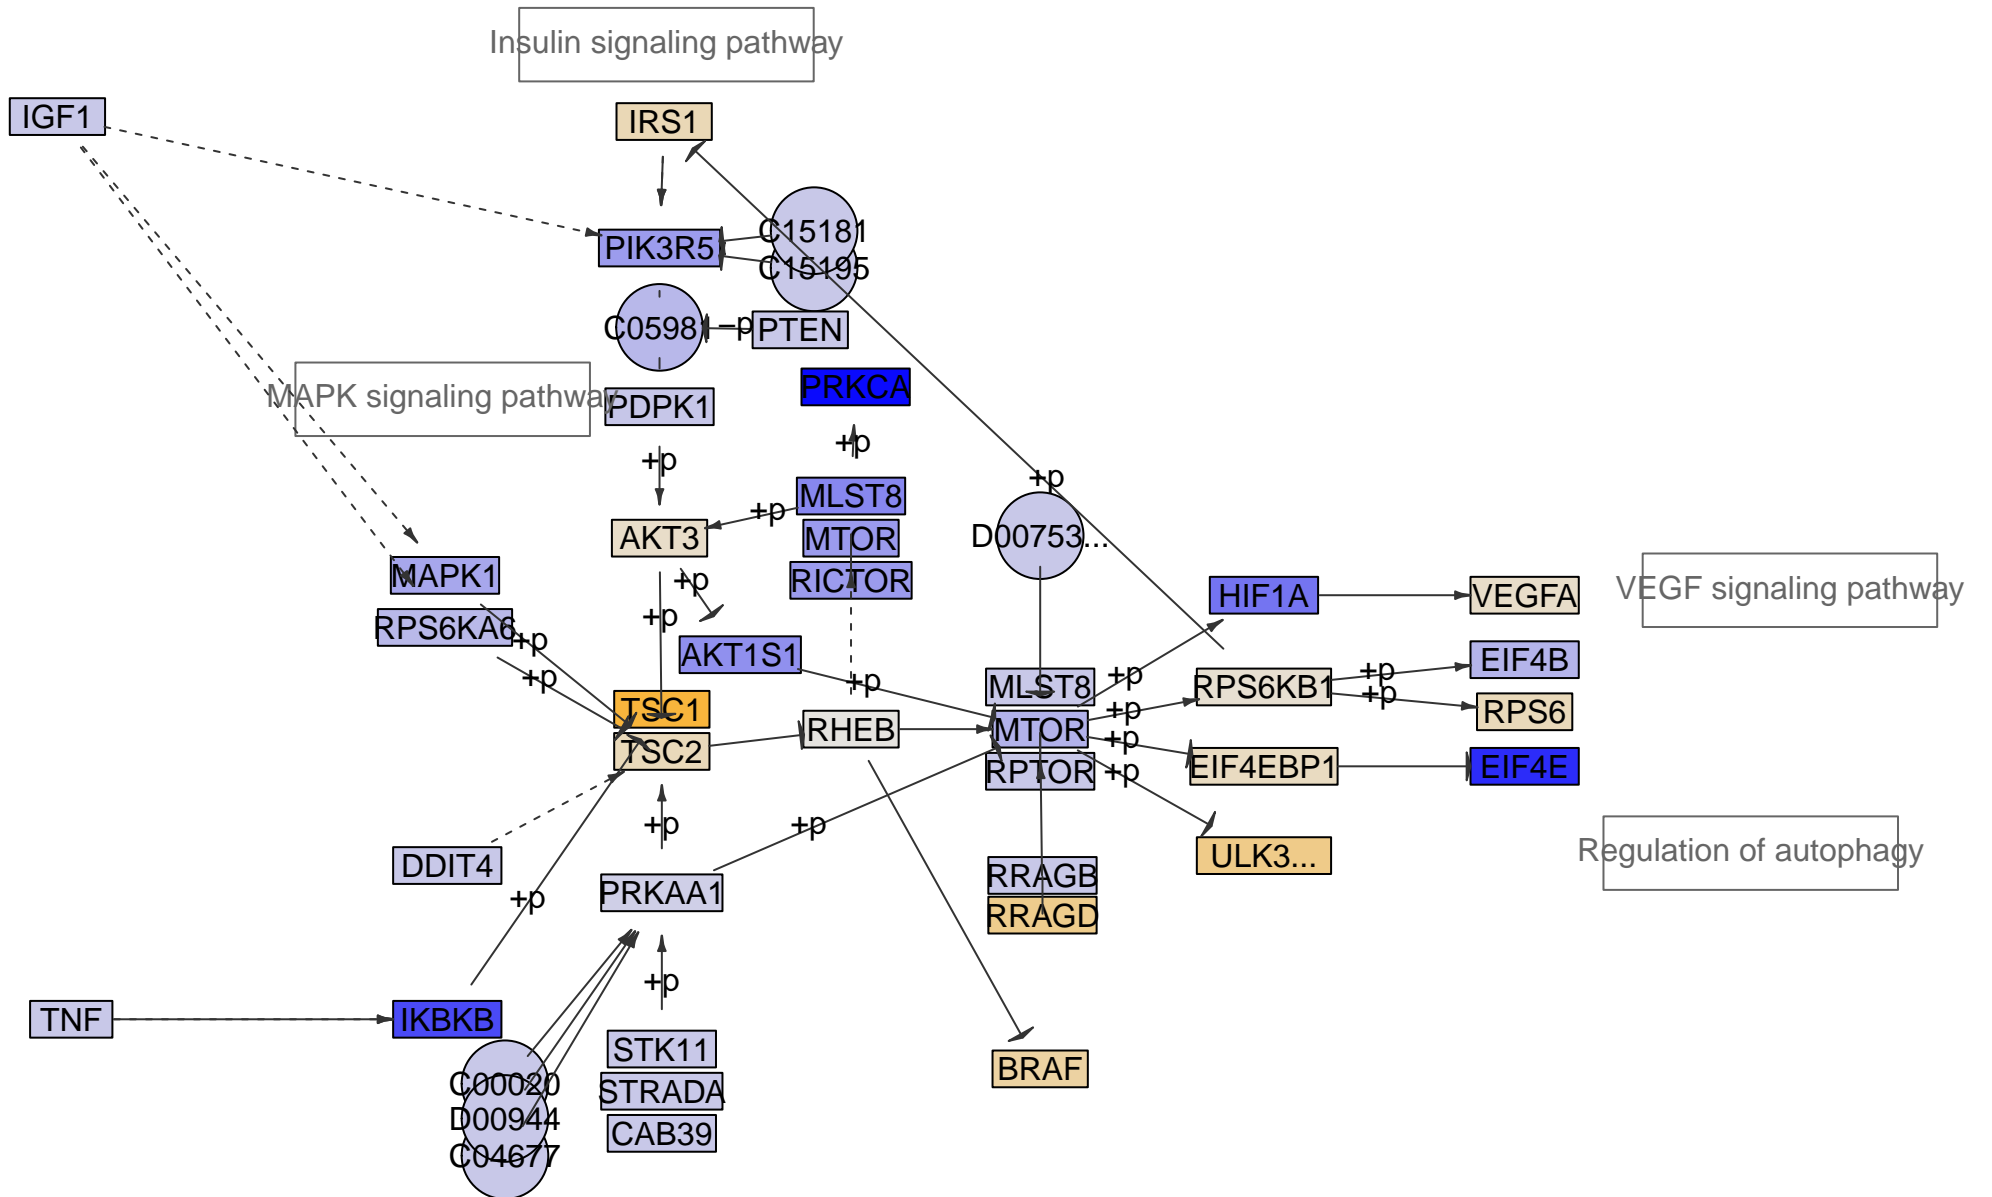 Insulin signaling pathway
IGF1
IRS1
C15181
PIK3R5
C15195
C0598
−p
PTEN
PRKCA
MAPK signaling pathway
PDPK1
+p
+p
+p
MLST8
+p
AKT3
MTOR
D00753...
MAPK1
+p
RICTOR
HIF1A
VEGFA
VEGF signaling pathway
RPS6KA6
+p
+p
AKT1S1
EIF4B
+p
+p
+p
+p
MLST8
RPS6KB1
+p
TSC1
+p
RPS6
RHEB
MTOR
+p
TSC2
RPTOR
+p
EIF4EBP1
EIF4E
+p
+p
DDIT4
ULK3...
Regulation of autophagy
RRAGB
PRKAA1
+p
RRAGD
+p
TNF
IKBKB
STK11
BRAF
C00020
STRADA
D00944
CAB39
C04677